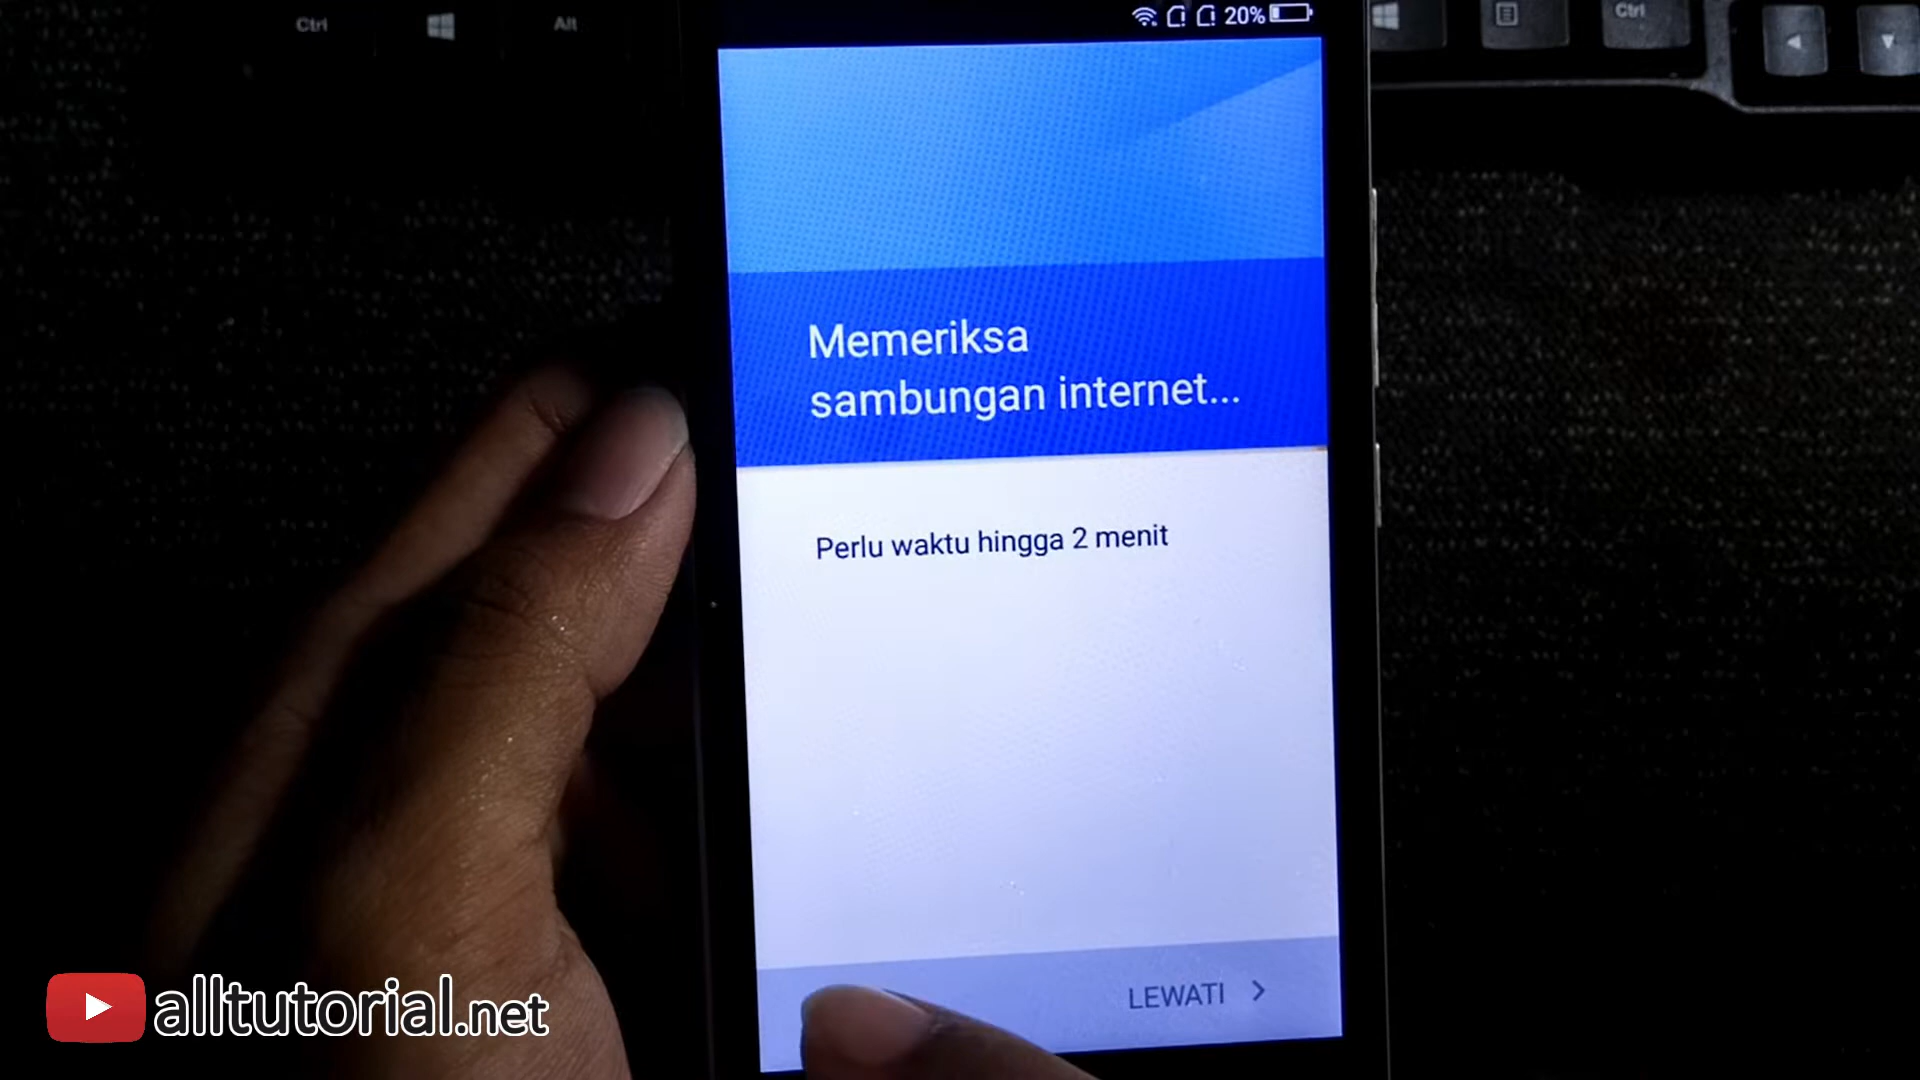 Ctrl
Alt
20%
Ctrl
Memeriksa
sambungan internet...
Perlu waktu hingga 2 menit
LEWATI
alltutorial.net